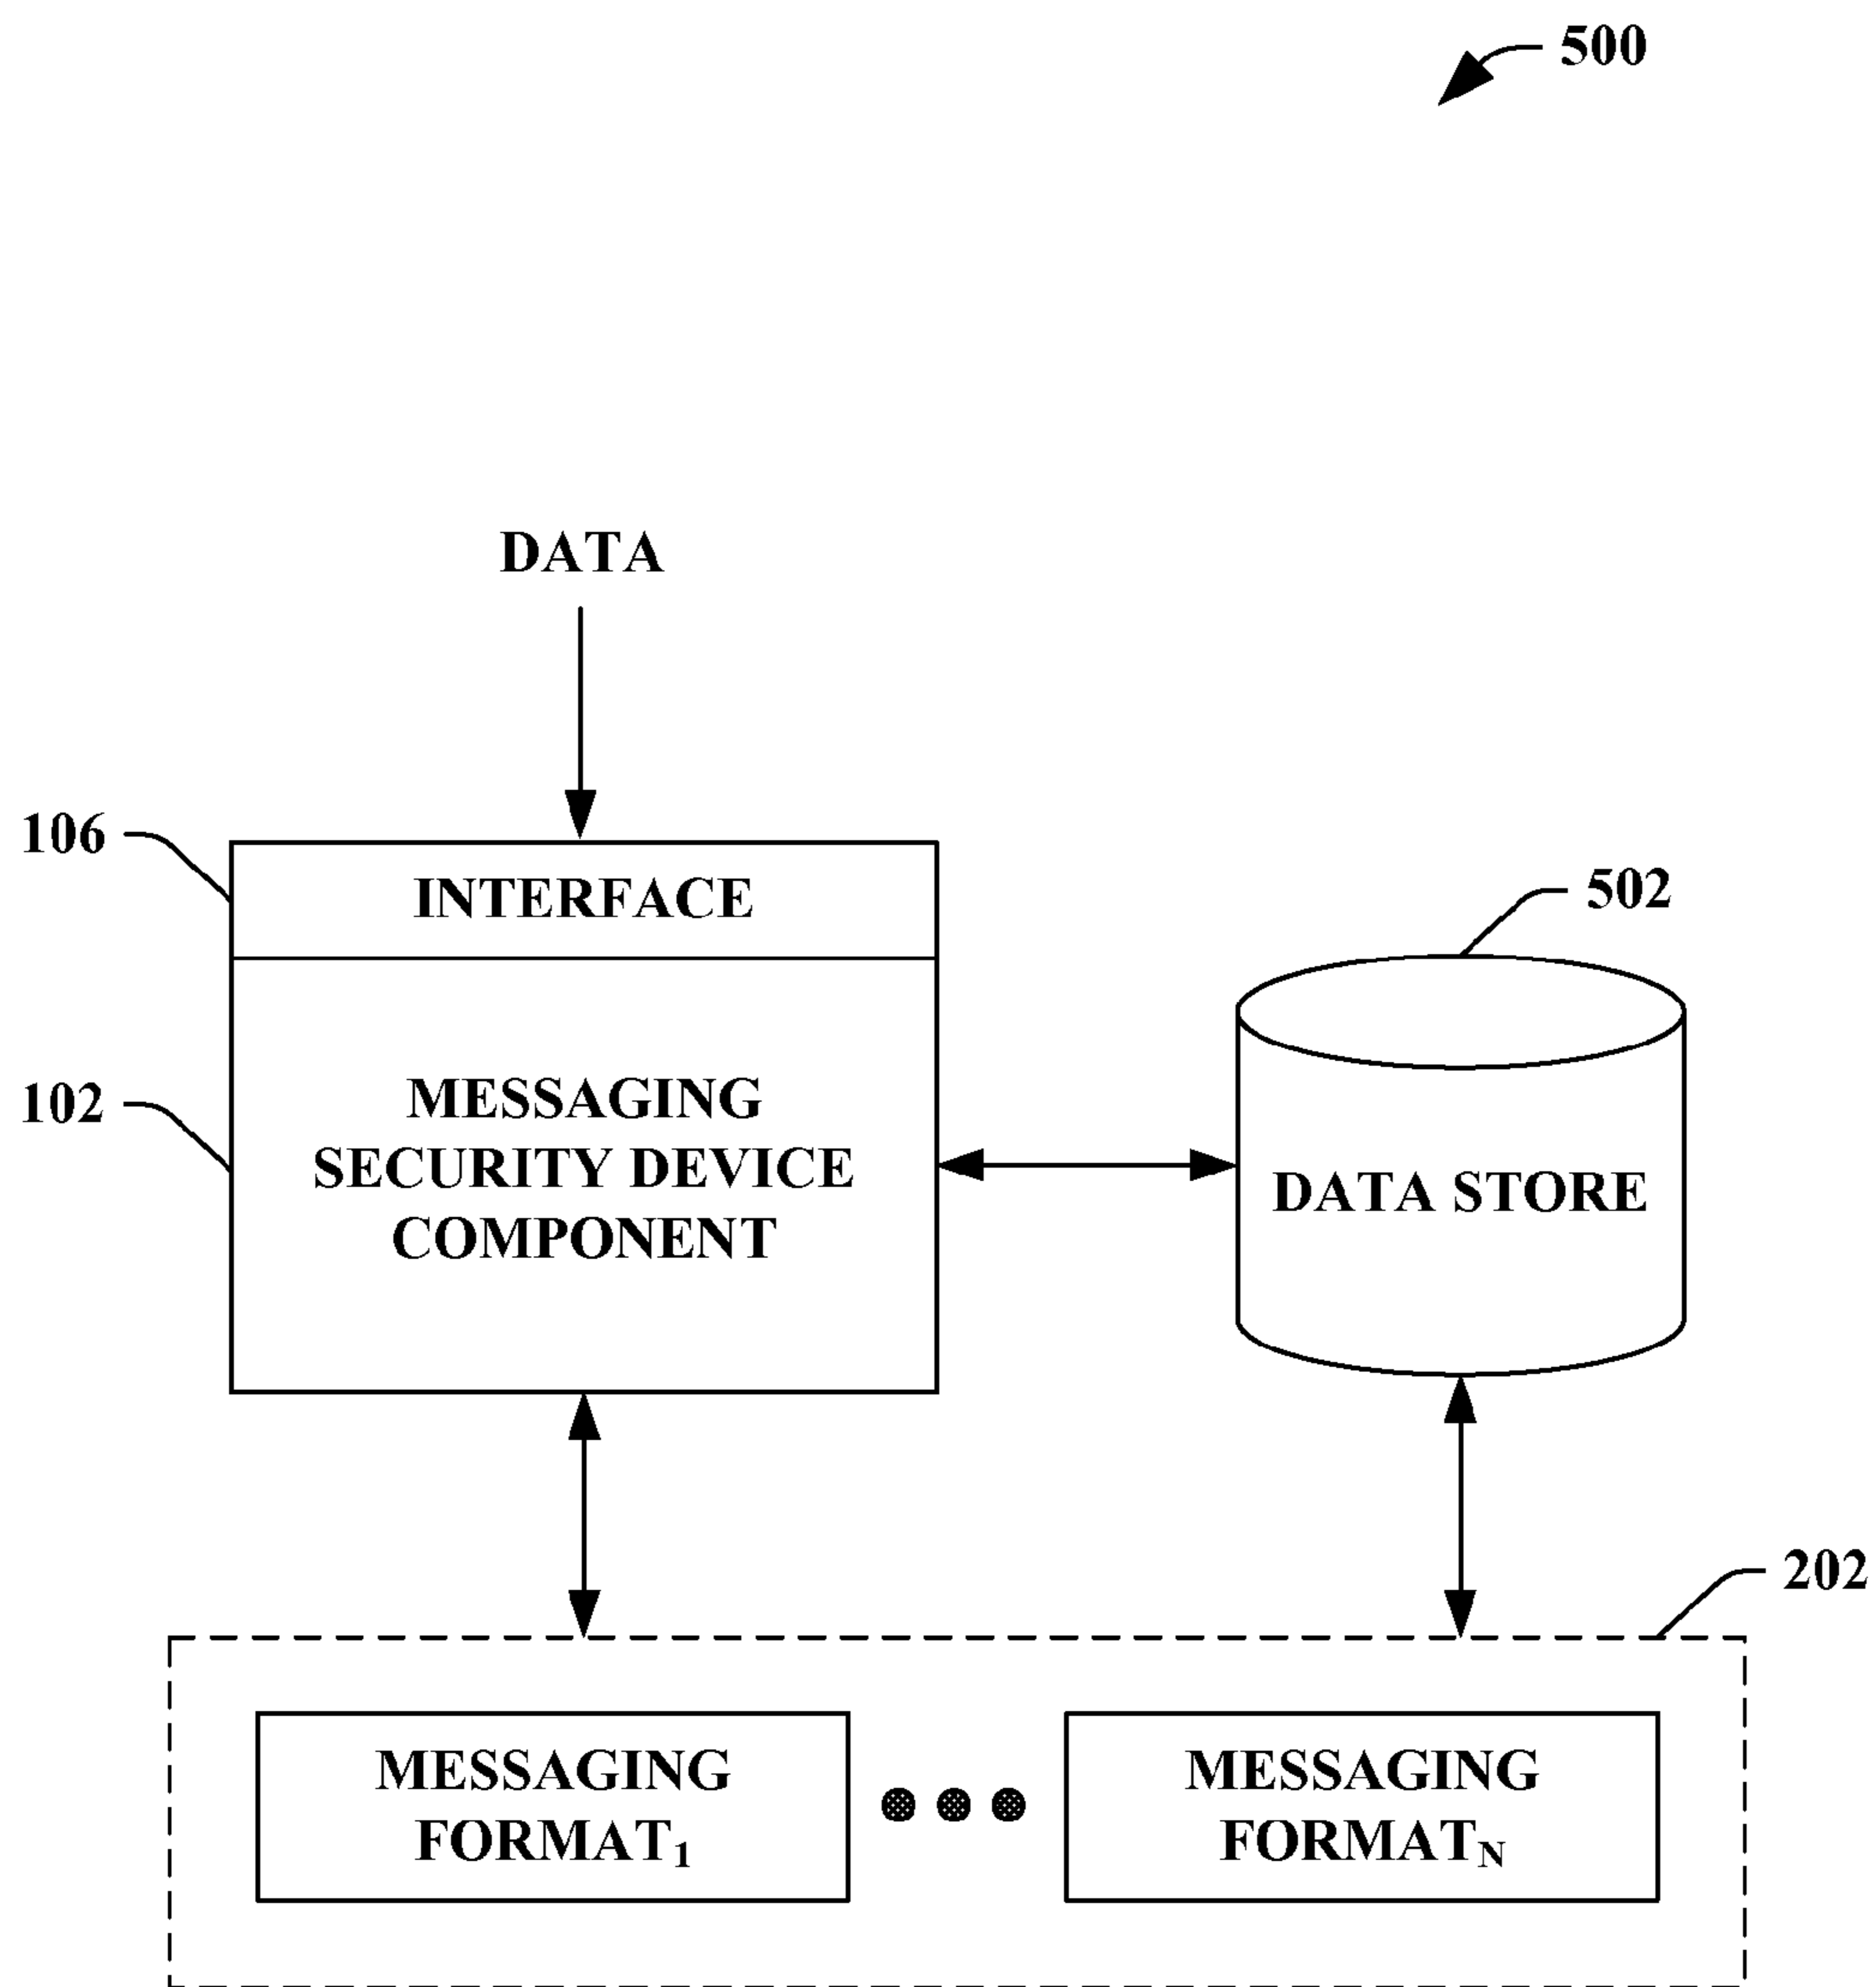 500
DATA
106
INTERFACE
502
102
MESSAGING
SECURITY DEVICE
COMPONENT
DATA STORE
202
MESSAGING
FORMAT₁
MESSAGING
FORMATN